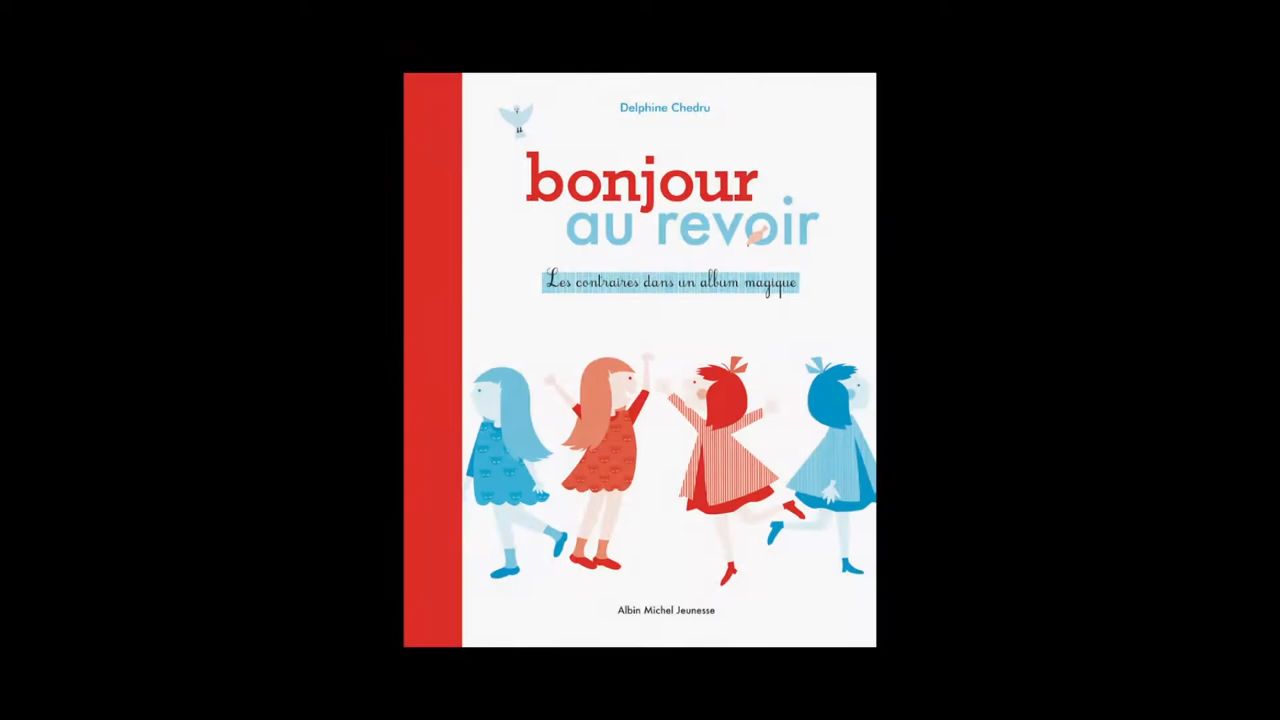 Delphine Chedru
bonjour
au revoir
Les contraires dans un album magique
Albin Michel Jeunesse